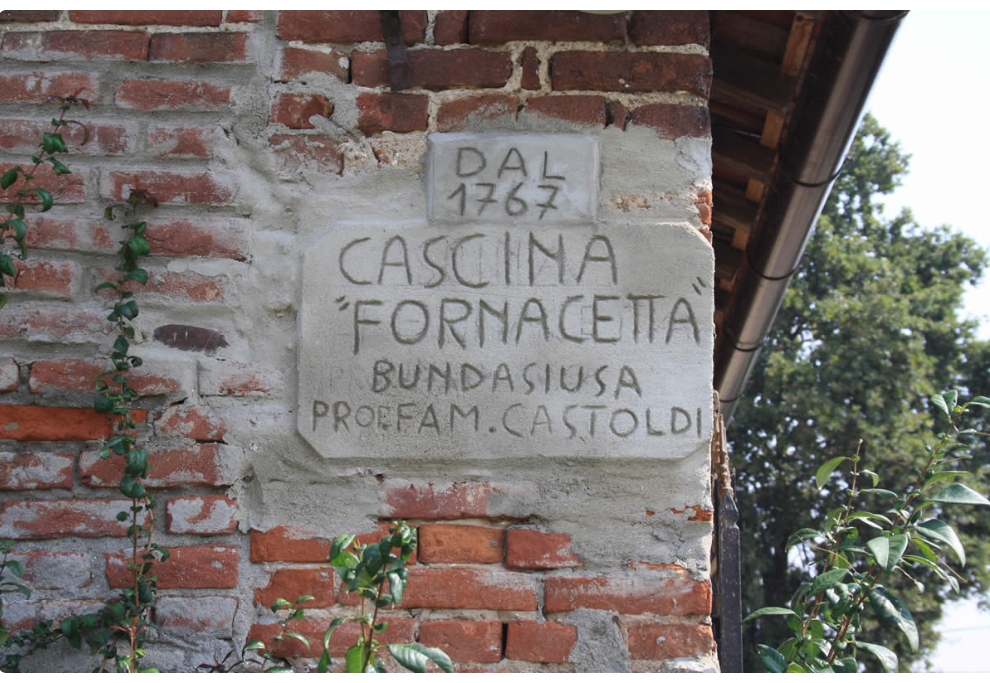 DAL
1767
CASCINA
"FORNACETTA"
BUNDASIUSA
PROP.FAM.CASTOLDI